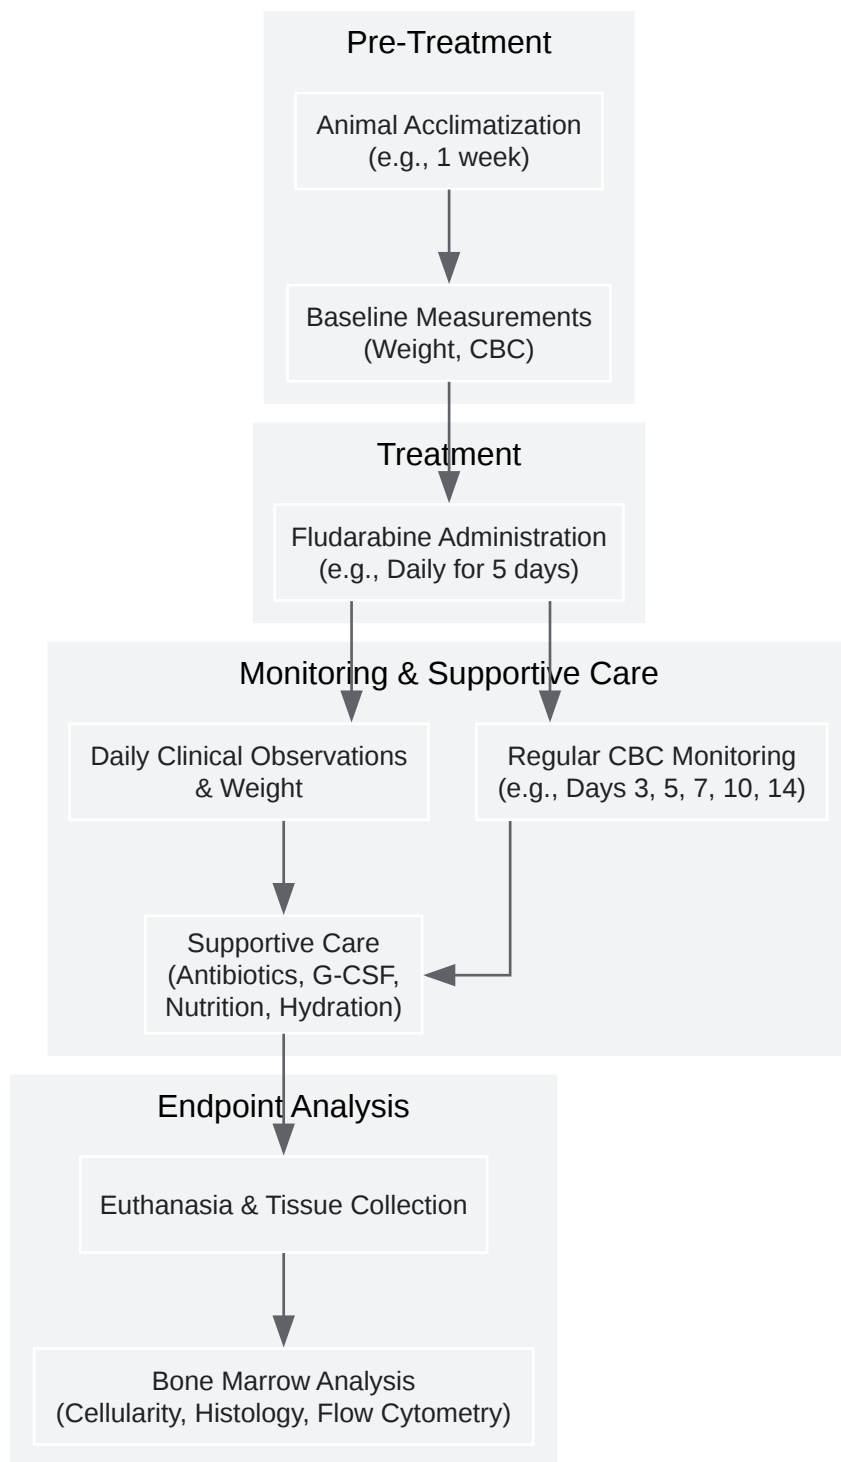 Pre-Treatment
Animal Acclimatization
(e.g., 1 week)
Baseline Measurements
(Weight, CBC)
Treatment
Fludarabine Administration
(e.g., Daily for 5 days)
Monitoring & Supportive Care
Daily Clinical Observations
& Weight
Regular CBC Monitoring
(e.g., Days 3, 5, 7, 10, 14)
Supportive Care
(Antibiotics, G-CSF,
Nutrition, Hydration)
Endpoint Analysis
Euthanasia & Tissue Collection
Bone Marrow Analysis
(Cellularity, Histology, Flow Cytometry)